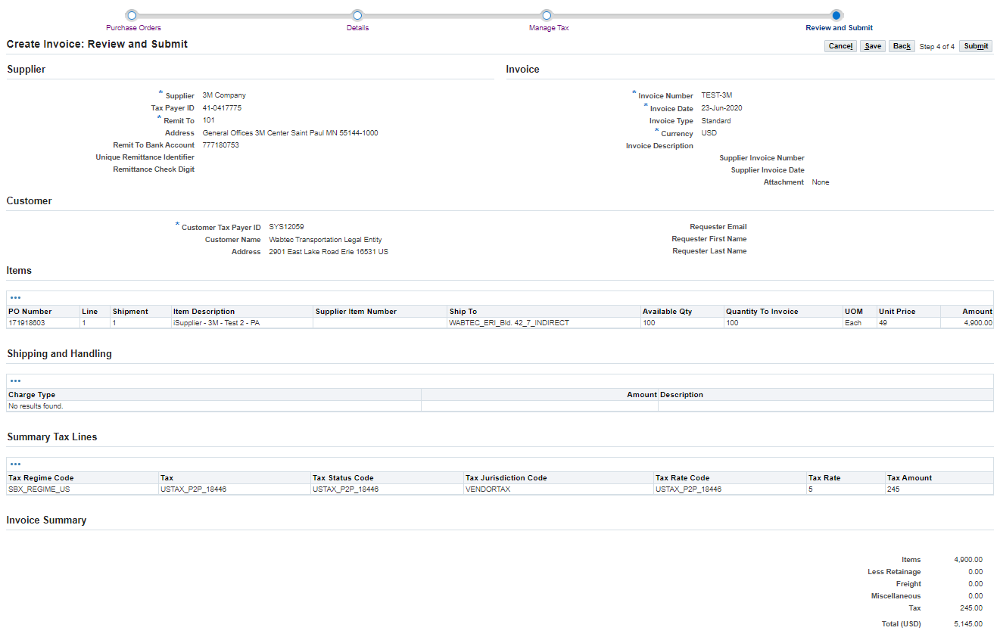 Purchase Orders Details Manage Tax Review and Submit
Create Invoice: Review and Submit Cancel Save Back Step 4 of 4 Submit
Supplier
* Supplier 3M Company
Tax Payer ID 41-0417775
* Remit To 101
Address General Offices 3M Center Saint Paul MN 55144-1000
Remit To Bank Account 777180753
Unique Remittance Identifier
Remittance Check Digit
Invoice
* Invoice Number TEST-3M
* Invoice Date 23-Jun-2020
Invoice Type Standard
* Currency USD
Invoice Description
Supplier Invoice Number
Supplier Invoice Date
Attachment None
Customer
* Customer Tax Payer ID SYS12059
Customer Name Wabtec Transportation Legal Entity
Address 2901 East Lake Road Erie 16531 US
Requester Email
Requester First Name
Requester Last Name
Items
PO Number Line Shipment Item Description Supplier Item Number Ship To Available Qty Quantity To Invoice UOM Unit Price Amount
171918603 1 1 iSupplier - 3M - Test 2 - PA WABTEC_ERI_Bld. 42_7_INDIRECT 100 100 Each 49 4,900.00
Shipping and Handling
Charge Type Amount Description
No results found.
Summary Tax Lines
Tax Regime Code Tax Tax Status Code Tax Jurisdiction Code Tax Rate Code Tax Rate Tax Amount
SBX_REGIME_US USTAX_P2P_18446 USTAX_P2P_18446 VENDORTAX USTAX_P2P_18446 5 245
Invoice Summary
Items 4,900.00
Less Retainage 0.00
Freight 0.00
Miscellaneous 0.00
Tax 245.00
Total (USD) 5,145.00